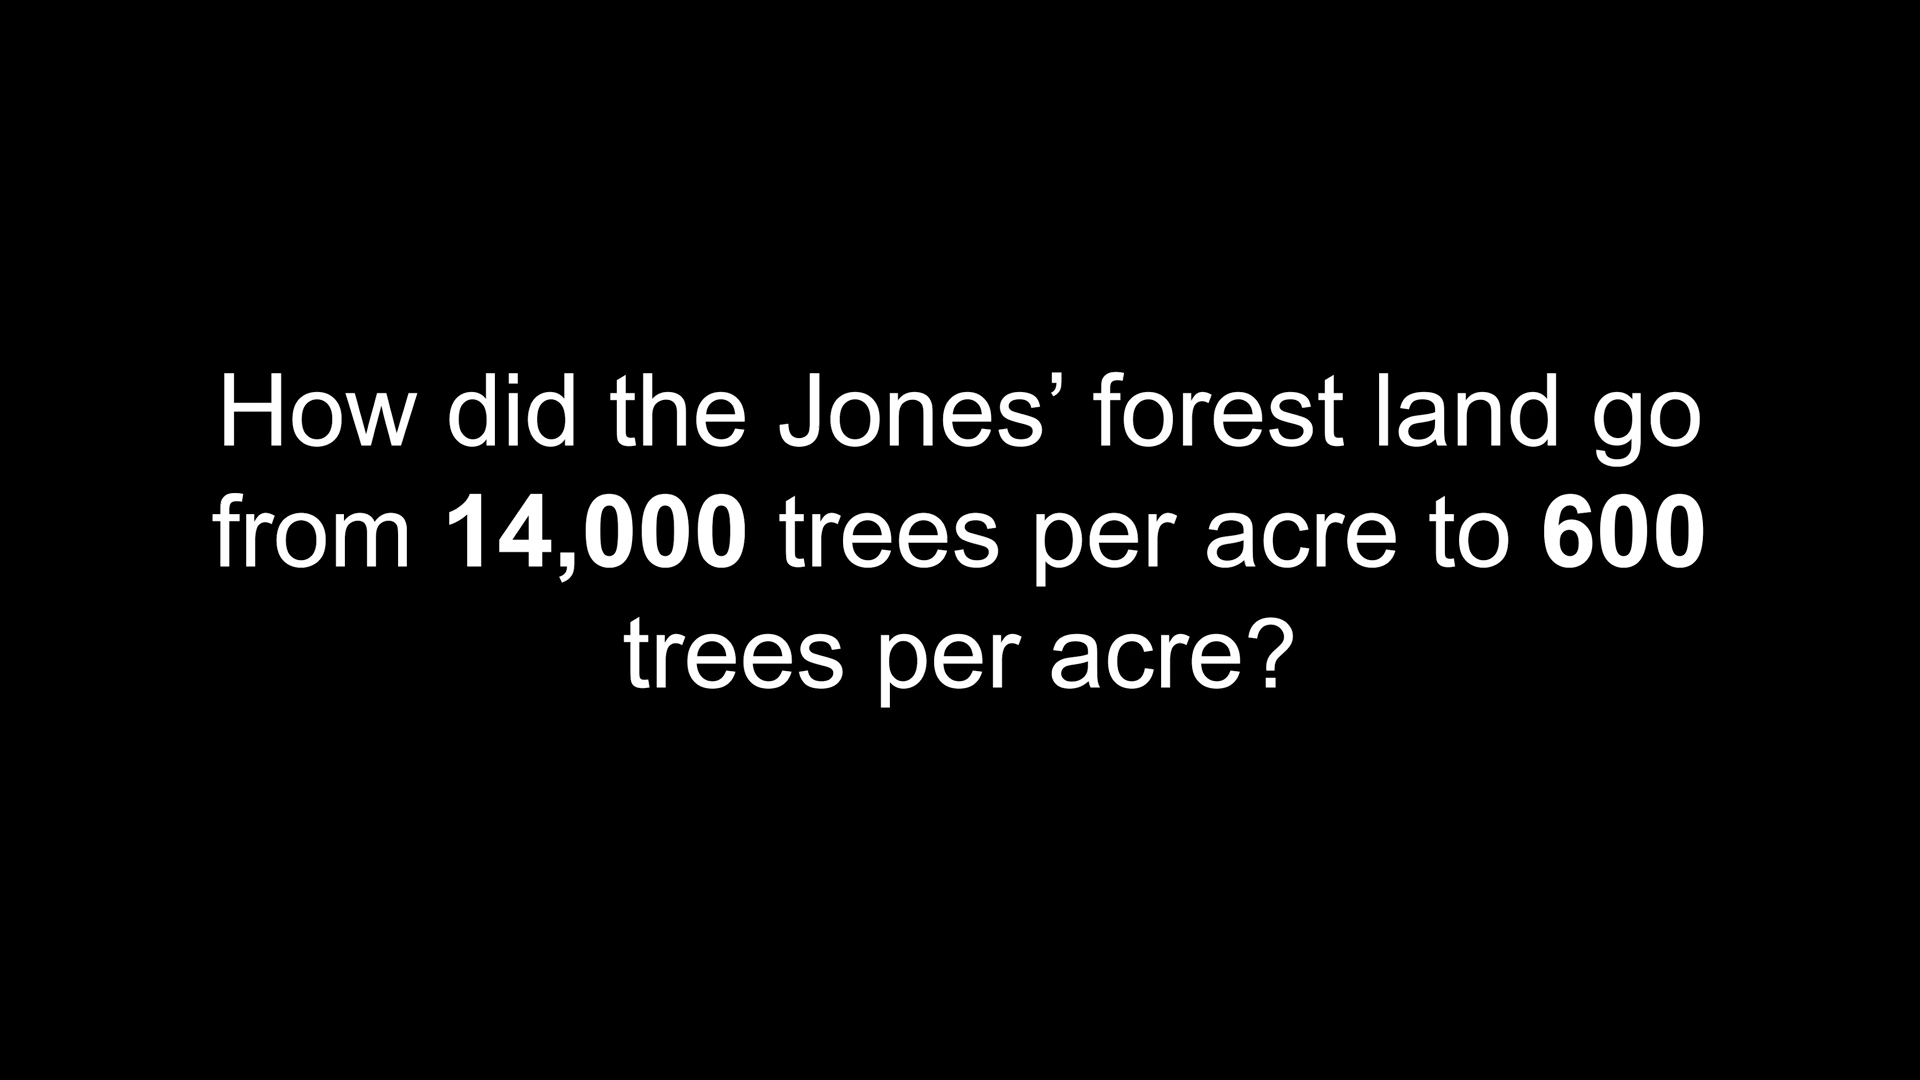 How did the Jones’ forest land go
from 14,000 trees per acre to 600
trees per acre?